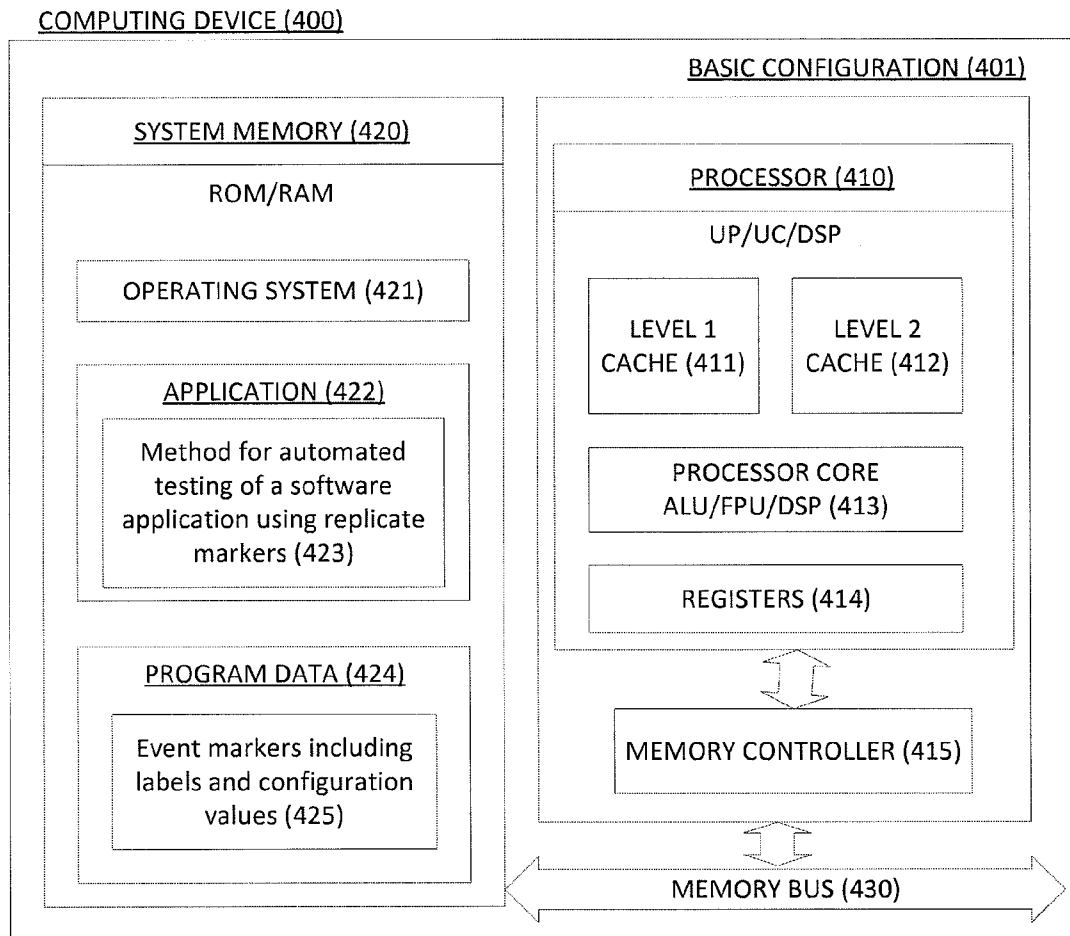 COMPUTING DEVICE (400)
BASIC CONFIGURATION (401)
SYSTEM MEMORY (420)
ROM/RAM
OPERATING SYSTEM (421)
APPLICATION (422)
Method for automated
testing of a software
application using replicate
markers (423)
PROGRAM DATA (424)
Event markers including
labels and configuration
values (425)
PROCESSOR (410)
UP/UC/DSP
LEVEL 1
CACHE (411)
LEVEL 2
CACHE (412)
PROCESSOR CORE
ALU/FPU/DSP (413)
REGISTERS (414)
MEMORY CONTROLLER (415)
MEMORY BUS (430)